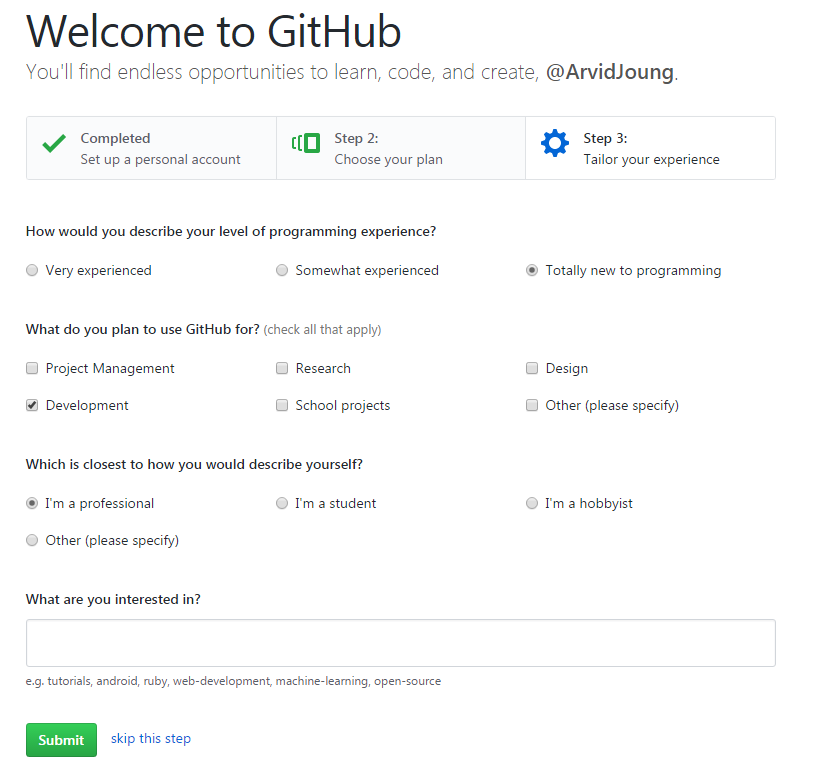 Welcome to GitHub
You'll find endless opportunities to learn, code, and create, @ArvidJoung.
Completed
Set up a personal account
Step 2:
Choose your plan
Step 3:
Tailor your experience
How would you describe your level of programming experience?
Very experienced
Somewhat experienced
Totally new to programming
What do you plan to use GitHub for? (check all that apply)
Project Management
Research
Design
Development
School projects
Other (please specify)
Which is closest to how you would describe yourself?
I'm a professional
I'm a student
I'm a hobbyist
Other (please specify)
What are you interested in?
e.g. tutorials, android, ruby, web-development, machine-learning, open-source
Submit
skip this step